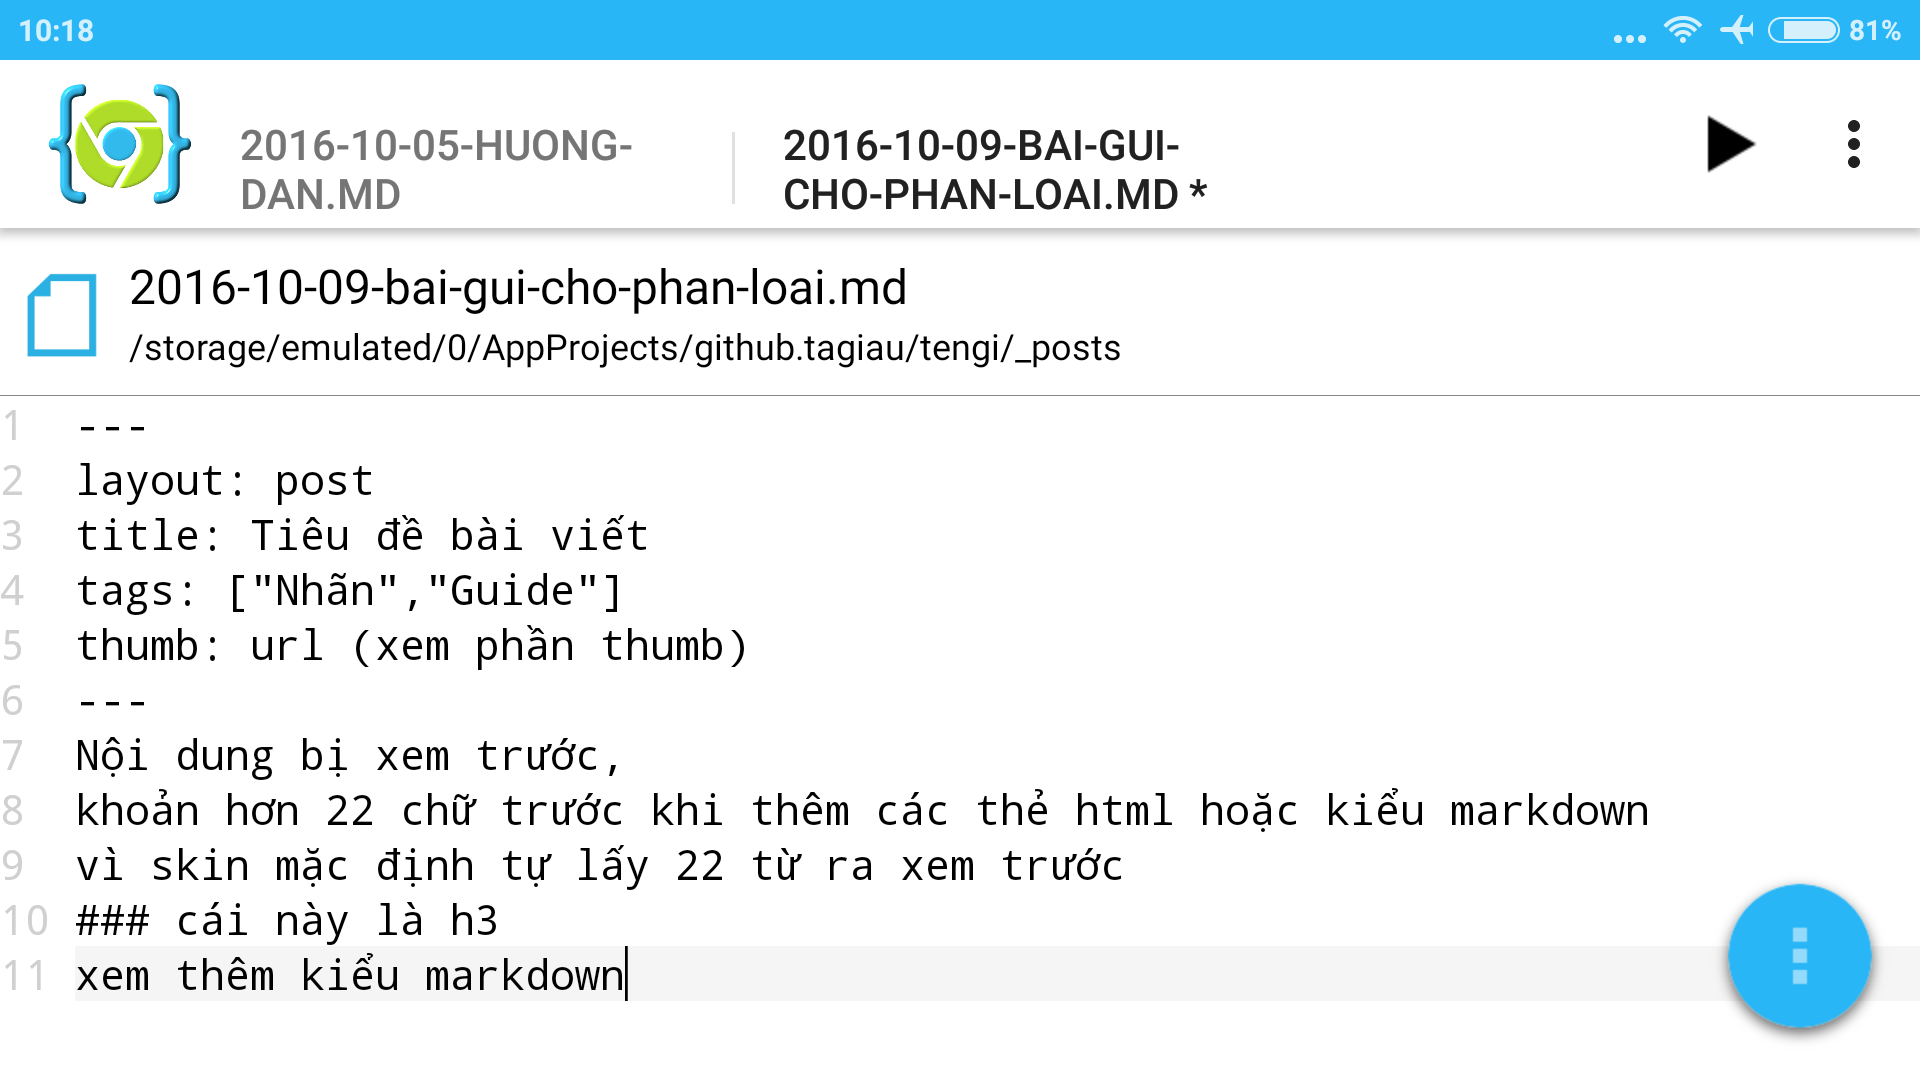 10:18
81%
2016-10-05-HUONG-
DAN.MD
2016-10-09-BAI-GUI-
CHO-PHAN-LOAI.MD *
2016-10-09-bai-gui-cho-phan-loai.md
/storage/emulated/0/AppProjects/github.tagiau/tengi/_posts
1 ---
2 layout: post
3 title: Tiêu đề bài viết
4 tags: ["Nhãn","Guide"]
5 thumb: url (xem phần thumb)
6 ---
7 Nội dung bị xem trước,
8 khoản hơn 22 chữ trước khi thêm các thẻ html hoặc kiểu markdown
9 vì skin mặc định tự lấy 22 từ ra xem trước
10 ### cái này là h3
11 xem thêm kiểu markdown